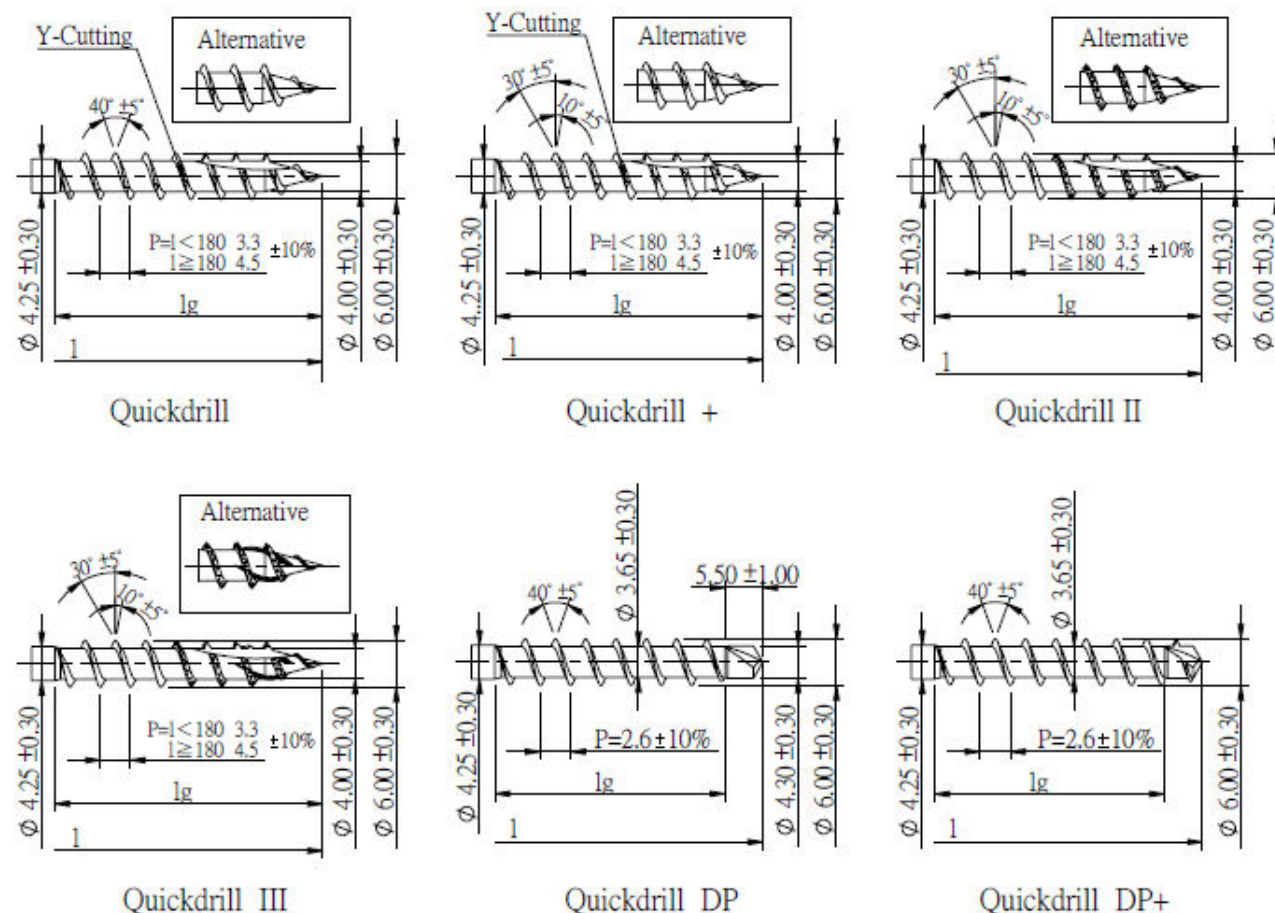 Y-Cutting
Alternative
40° ±5°
P=l<180 3.3 ±10%
l≧180 4.5
lg
l
Ø 4.25 ±0.30
Ø 4.00 ±0.30
Ø 6.00 ±0.30
Quickdrill
Y-Cutting
Alternative
30° ±5°
10° ±5°
P=l<180 3.3 ±10%
l≧180 4.5
lg
l
Ø 4..25 ±0.30
Ø 4.00 ±0.30
Ø 6.00 ±0.30
Quickdrill +
Alternative
30° ±5°
10° ±5°
P=l<180 3.3 ±10%
l≧180 4.5
lg
l
Ø 4.25 ±0.30
Ø 4.00 ±0.30
Ø 6.00 ±0.30
Quickdrill II
Alternative
30° ±5°
10° ±5°
P=l<180 3.3 ±10%
l≧180 4.5
lg
l
Ø 4.25 ±0.30
Ø 4.00 ±0.30
Ø 6.00 ±0.30
Quickdrill III
40° ±5°
Ø 3.65 ±0.30
5.50 ±1.00
P=2.6±10%
lg
l
Ø 4.25 ±0.30
Ø 4.30 ±0.30
Ø 6.00 ±0.30
Quickdrill DP
40° ±5°
Ø 3.65 ±0.30
P=2.6±10%
lg
l
Ø 4.25 ±0.30
Ø 6.00 ±0.30
Quickdrill DP+